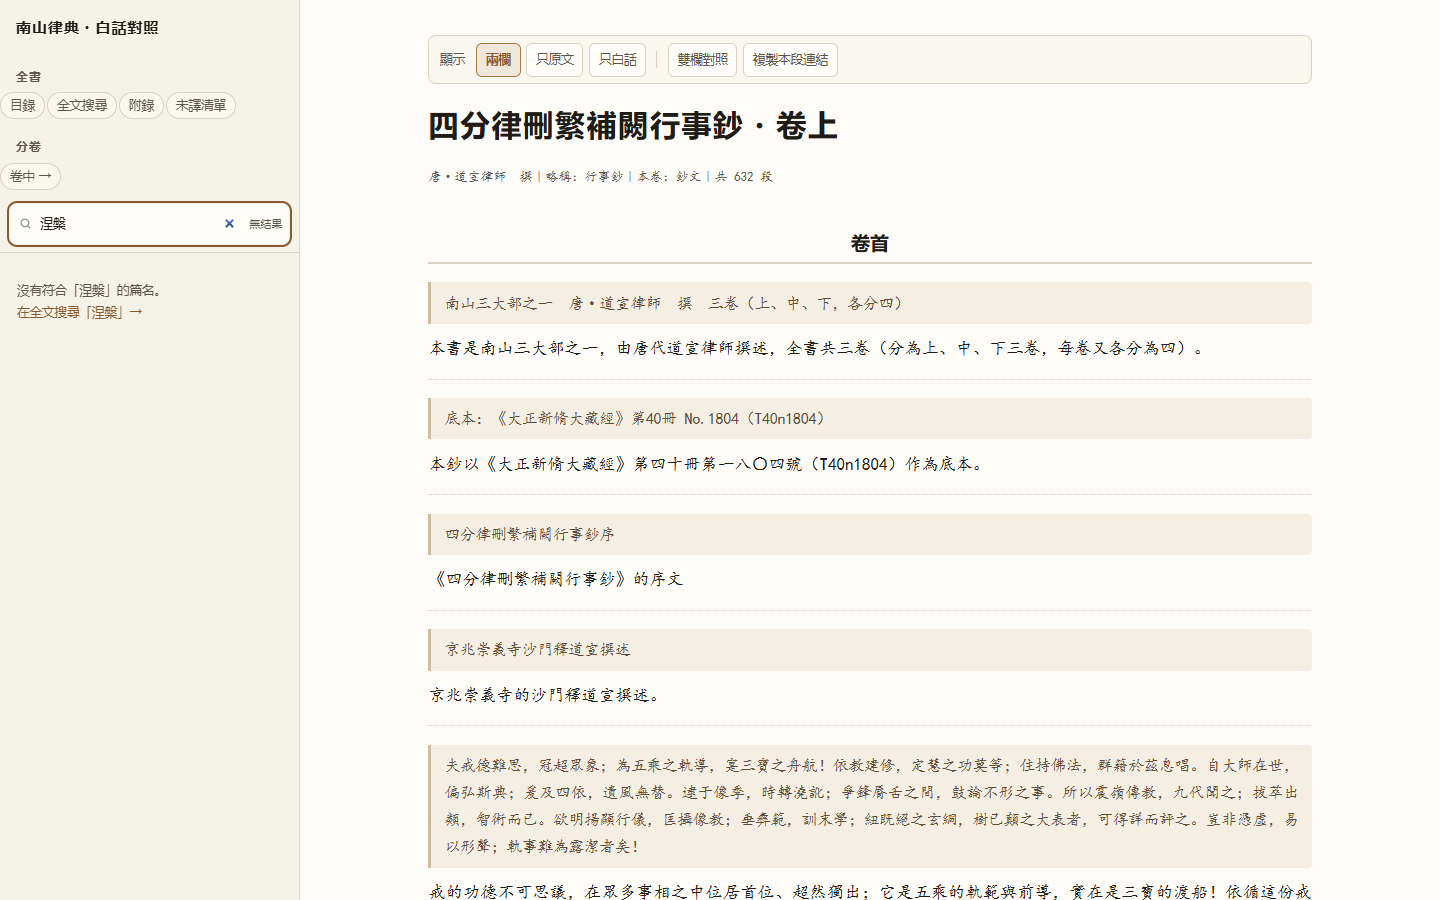 南山律典·白話對照
全書
目錄 全文搜尋 附錄 未譯清單
分卷
卷中 →
涅槃 × 無结果
沒有符合「涅槃」的篇名。
在全文搜尋「涅槃」→
顯示 兩欄 只原文 只白話 雙欄對照 複製本段連結
四分律刪繁補闕行事鈔·卷上
唐·道宣律師　撰｜略稱：行事鈔｜本卷：鈔文｜共 632 段
卷首
南山三大部之一　唐·道宣律師　撰　三卷（上、中、下，各分四）
本書是南山三大部之一，由唐代道宣律師撰述，全書共三卷（分為上、中、下三卷，每卷又各分為四）。
底本：《大正新脩大藏經》第40冊 No.1804（T40n1804）
本鈔以《大正新脩大藏經》第四十冊第一八〇四號（T40n1804）作為底本。
四分律刪繁補闕行事鈔序
《四分律刪繁補闕行事鈔》的序文
京兆崇義寺沙門釋道宣撰述
京兆崇義寺的沙門釋道宣撰述。
夫戒德難思，冠超眾象；為五乘之軌導，寔三寶之舟航！依教建修，定慧之功莫等；住持佛法，群籍於茲息唱。自大師在世，
偏弘斯典；爰及四依，遺風無替。逮于像季，時轉澆訛；爭鋒脣舌之間，鼓論不形之事。所以震嶺傳教，九代聞之；拔萃出
類，智術而已。欲明揚顯行儀，匡攝像教；垂彝範，訓末學；紐既絕之玄綱，樹已顛之大表者，可得詳而評之。豈非憑虛，易
以形聲；軌事難為露潔者矣！
戒的功德不可思議，在眾多事相之中位居首位、超然獨出；它是五乘的軌範與前導，實在是三寶的渡船！依循這份戒